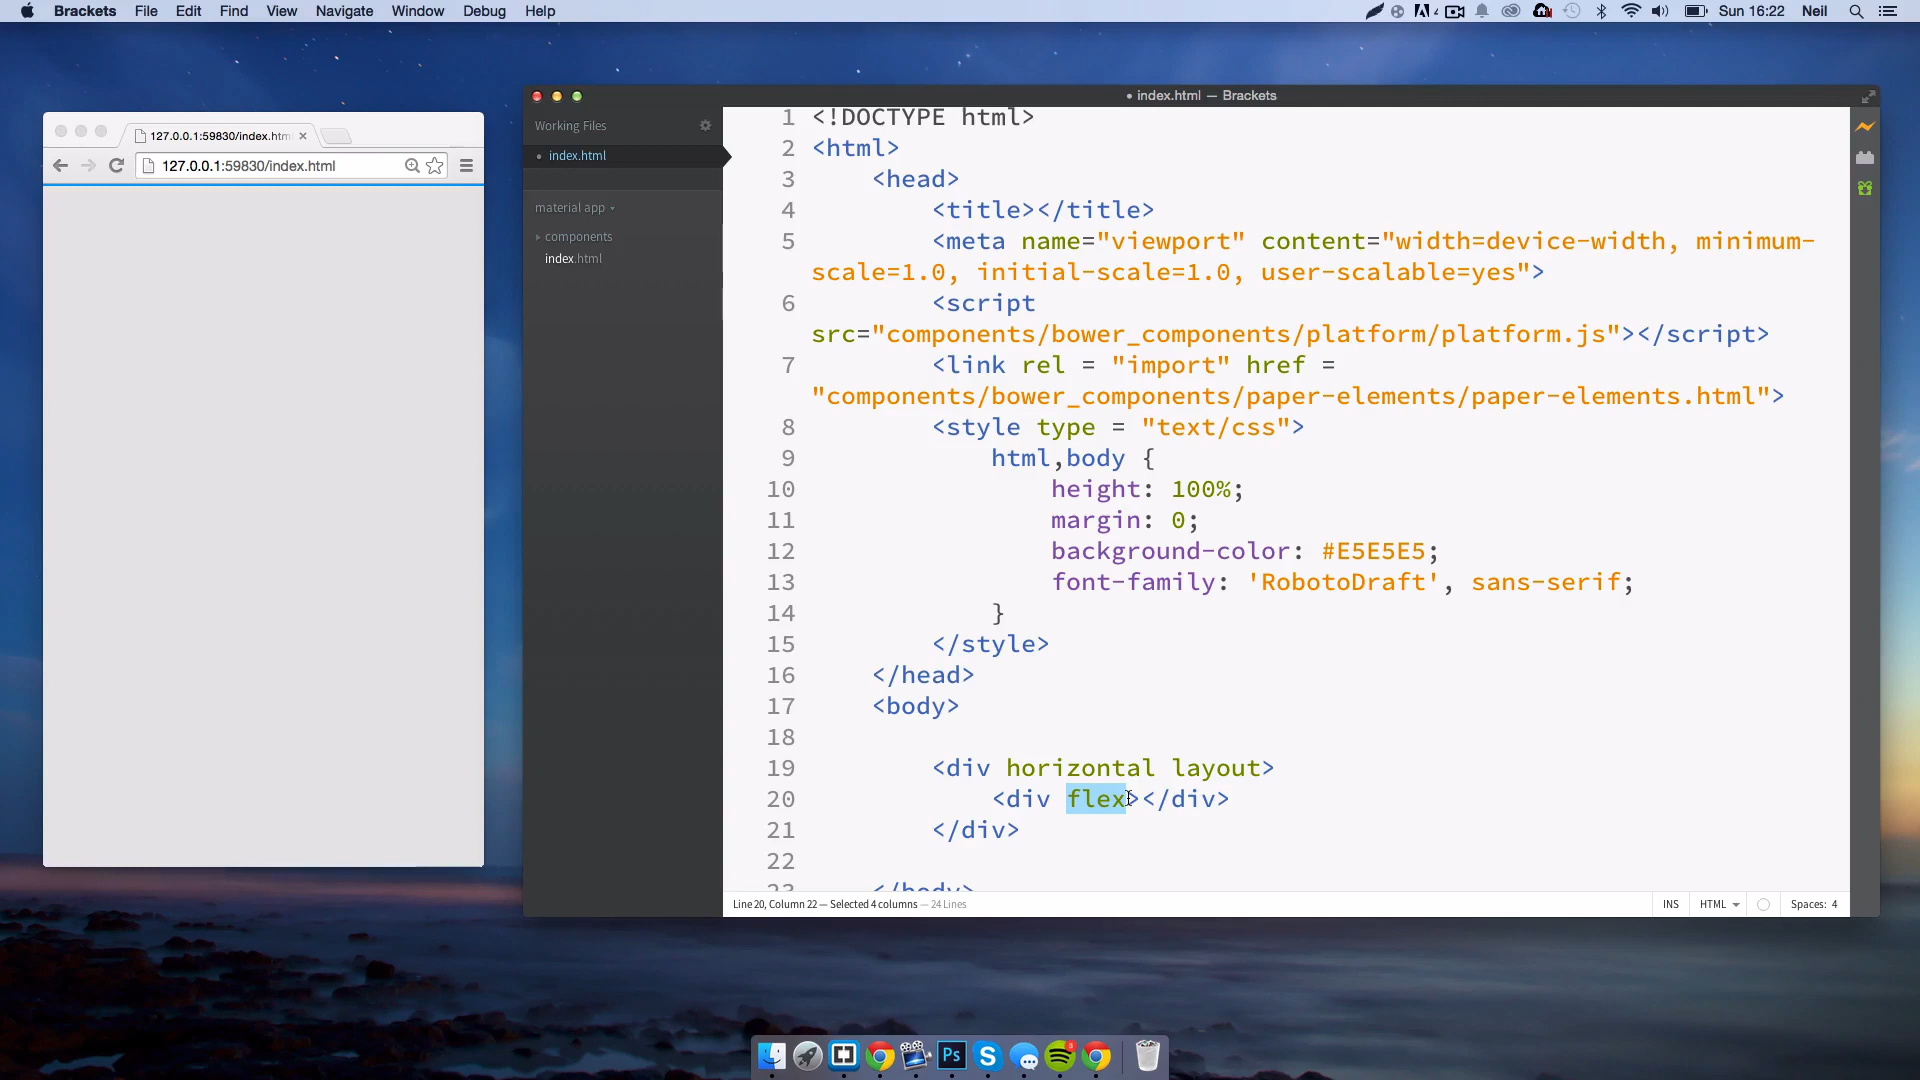 Brackets File Edit Find View Navigate Window Debug Help 4 Sun 16:22 Neil
127.0.0.1:59830/index.htm
127.0.0.1:59830/index.html
• index.html — Brackets
Working Files
• index.html
material app
components
index.html
1 <!DOCTYPE html>
2 <html>
3 <head>
4 <title></title>
5 <meta name="viewport" content="width=device-width, minimum-
scale=1.0, initial-scale=1.0, user-scalable=yes">
6 <script
src="components/bower_components/platform/platform.js"></script>
7 <link rel = "import" href =
"components/bower_components/paper-elements/paper-elements.html">
8 <style type = "text/css">
9 html,body {
10 height: 100%;
11 margin: 0;
12 background-color: #E5E5E5;
13 font-family: 'RobotoDraft', sans-serif;
14 }
15 </style>
16 </head>
17 <body>
18
19 <div horizontal layout>
20 <div flex></div>
21 </div>
22
23 </body>
Line 20, Column 22 — Selected 4 columns — 24 Lines INS HTML Spaces: 4
Ps S 9